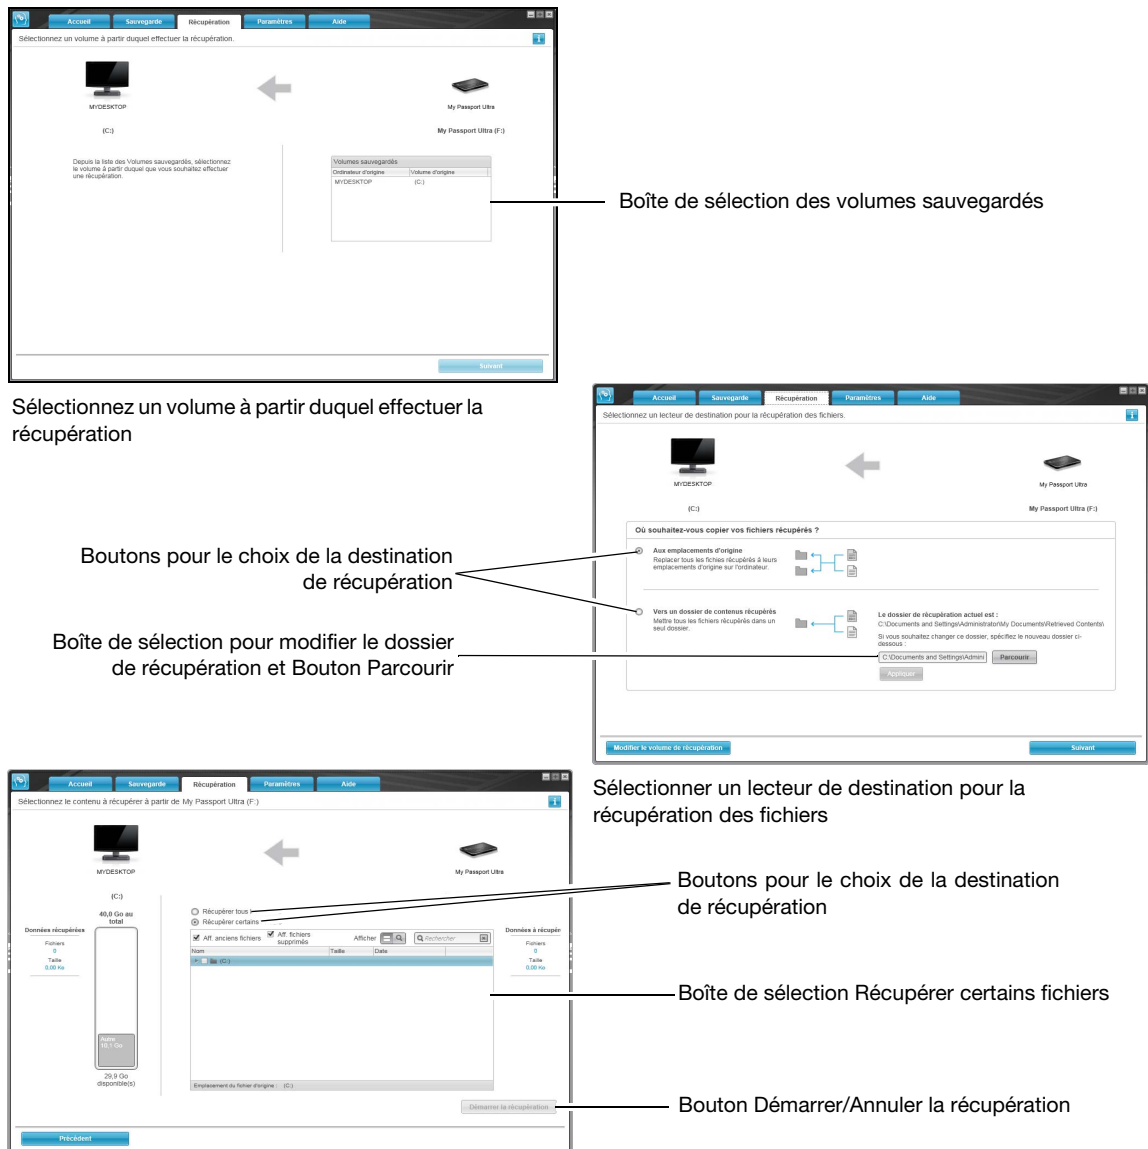 Accueil Sauvegarde Récupération Paramètres Aide
Sélectionnez un volume à partir duquel effectuer la récupération.
MYDESKTOP
My Passport Ultra
(C:)
My Passport Ultra (F:)
Depuis la liste des Volumes sauvegardés, sélectionnez
le volume à partir duquel que vous souhaitez effectuer
une récupération.
Volumes sauvegardés
Ordinateur d'origine Volume d'origine
MYDESKTOP (C:)
Boîte de sélection des volumes sauvegardés
Suivant
Sélectionnez un volume à partir duquel effectuer la
récupération
Accueil Sauvegarde Récupération Paramètres Aide
Sélectionnez un lecteur de destination pour la récupération des fichiers.
MYDESKTOP
My Passport Ultra
(C:)
My Passport Ultra (F:)
Où souhaitez-vous copier vos fichiers récupérés ?
Aux emplacements d'origine
Replacer tous les fichies récupérés à leurs
emplacements d'origine sur l'ordinateur.
Vers un dossier de contenus récupérés
Mettre tous les fichiers récupérés dans un
seul dossier.
Le dossier de récupération actuel est :
C:\Documents and Settings\Administrator\My Documents\Retrieved Contents\
Si vous souhaitez changer ce dossier, spécifiez le nouveau dossier ci-
dessous :
C:\Documents and Settings\Admini Parcourir
Appliquer
Modifier le volume de récupération
Suivant
Boutons pour le choix de la destination
de récupération
Boîte de sélection pour modifier le dossier
de récupération et Bouton Parcourir
Sélectionner un lecteur de destination pour la
récupération des fichiers
Accueil Sauvegarde Récupération Paramètres Aide
Sélectionnez le contenu à récupérer à partir de My Passport Ultra (F:)
MYDESKTOP
My Passport Ultra
(C:)
40,0 Go au
total
Données récupérées
Fichiers
0
Taille
0,00 Ko
Autre
10,1 Go
29,9 Go
disponible(s)
Récupérer tous l
Récupérer certains
Aff. anciens fichiers
Aff. fichiers
supprimés
Afficher
Rechercher
Nom Taille Date
(C:)
Emplacement du fichier d'origine : (C:)
Données à récupér
Fichiers
0
Taille
0,00 Ko
Démarrer la récupération
Précédent
Boutons pour le choix de la destination
de récupération
Boîte de sélection Récupérer certains fichiers
Bouton Démarrer/Annuler la récupération